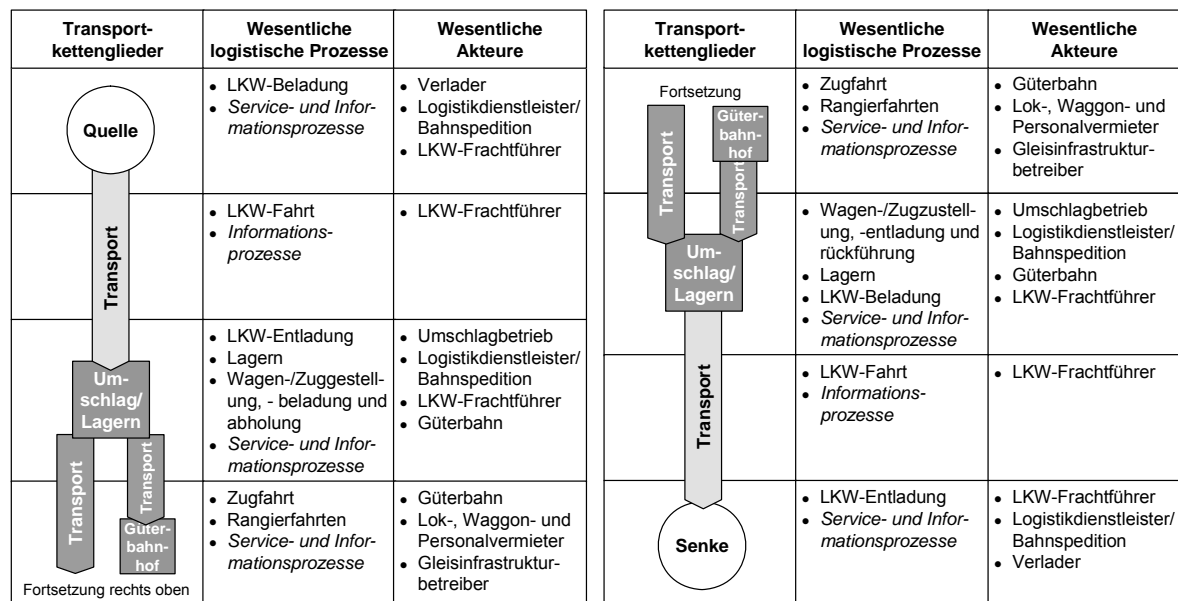 Transport-
kettenglieder
Wesentliche
logistische Prozesse
Wesentliche
Akteure
Quelle
• LKW-Beladung
• Service- und Infor-
mationsprozesse
• Verlader
• Logistikdienstleister/
Bahnspedition
• LKW-Frachtführer
Transport
• LKW-Fahrt
• Informations-
prozesse
• LKW-Frachtführer
Um-
schlag/
Lagern
• LKW-Entladung
• Lagern
• Wagen-/Zuggestell-
ung, - beladung und
abholung
• Service- und Infor-
mationsprozesse
• Umschlagbetrieb
• Logistikdienstleister/
Bahnspedition
• LKW-Frachtführer
• Güterbahn
Transport
Transport
Güter-
bahn-
hof
Fortsetzung rechts oben
• Zugfahrt
• Rangierfahrten
• Service- und Infor-
mationsprozesse
• Güterbahn
• Lok-, Waggon- und
Personalvermieter
• Gleisinfrastruktur-
betreiber
Transport-
kettenglieder
Wesentliche
logistische Prozesse
Wesentliche
Akteure
Fortsetzung
Transport
Güter-
bahn-
hof
Transport
• Zugfahrt
• Rangierfahrten
• Service- und Infor-
mationsprozesse
• Güterbahn
• Lok-, Waggon- und
Personalvermieter
• Gleisinfrastruktur-
betreiber
Um-
schlag/
Lagern
• Wagen-/Zugzustell-
ung, -entladung und
rückführung
• Lagern
• LKW-Beladung
• Service- und Infor-
mationsprozesse
• Umschlagbetrieb
• Logistikdienstleister/
Bahnspedition
• Güterbahn
• LKW-Frachtführer
Transport
• LKW-Fahrt
• Informations-
prozesse
• LKW-Frachtführer
Senke
• LKW-Entladung
• Service- und Infor-
mationsprozesse
• LKW-Frachtführer
• Logistikdienstleister/
Bahnspedition
• Verlader